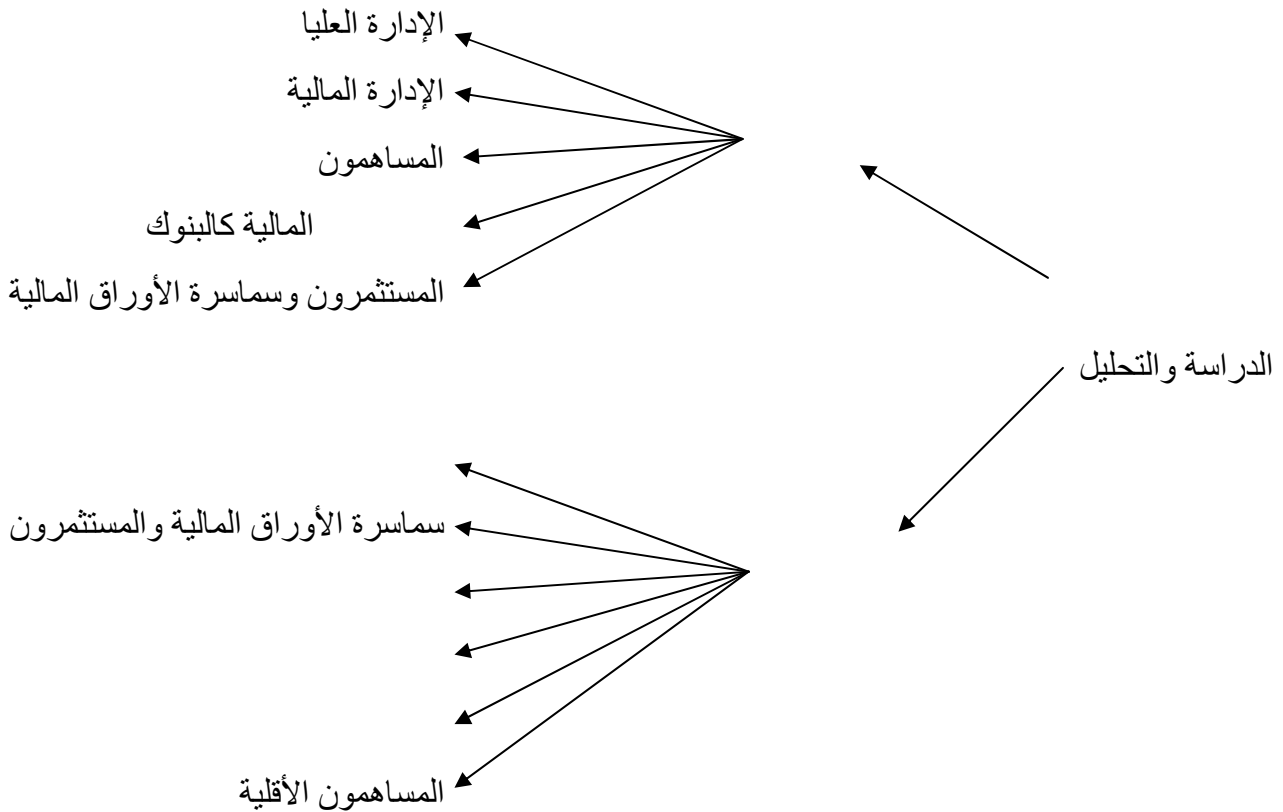 الإدارة العليا
الإدارة المالية
المساهمون
المالية كالبنوك
المستثمرون وسماسرة الأوراق المالية
الدراسة والتحليل
سماسرة الأوراق المالية والمستثمرون
المساهمون الأقلية